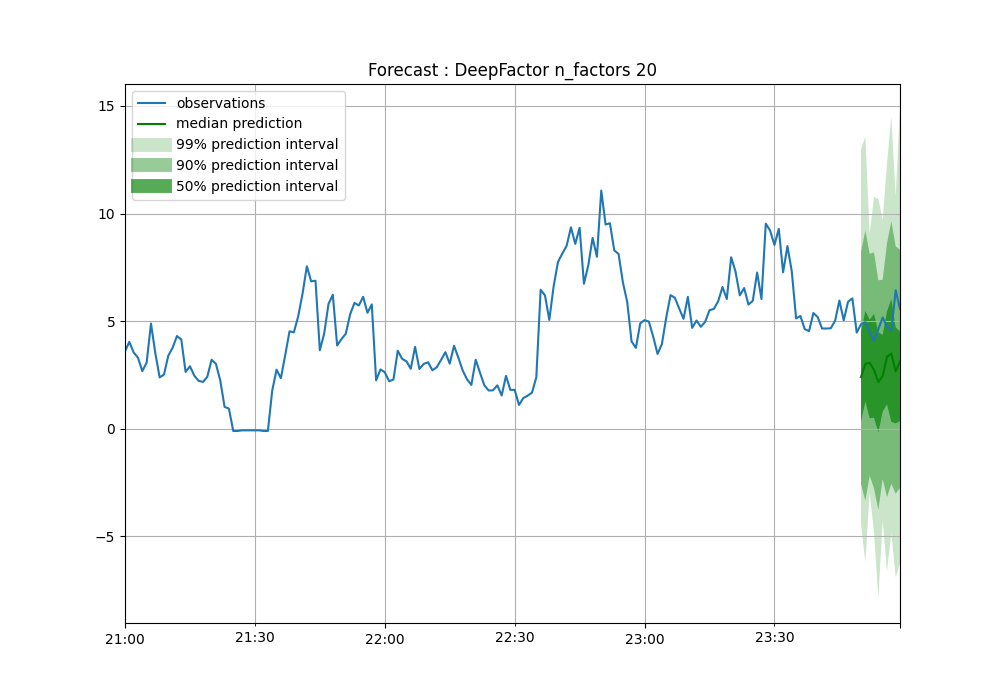 Forecast : DeepFactor n_factors 20
observations
median prediction
99% prediction interval
90% prediction interval
50% prediction interval
15
10
5
0
−5
21:00
21:30
22:00
22:30
23:00
23:30